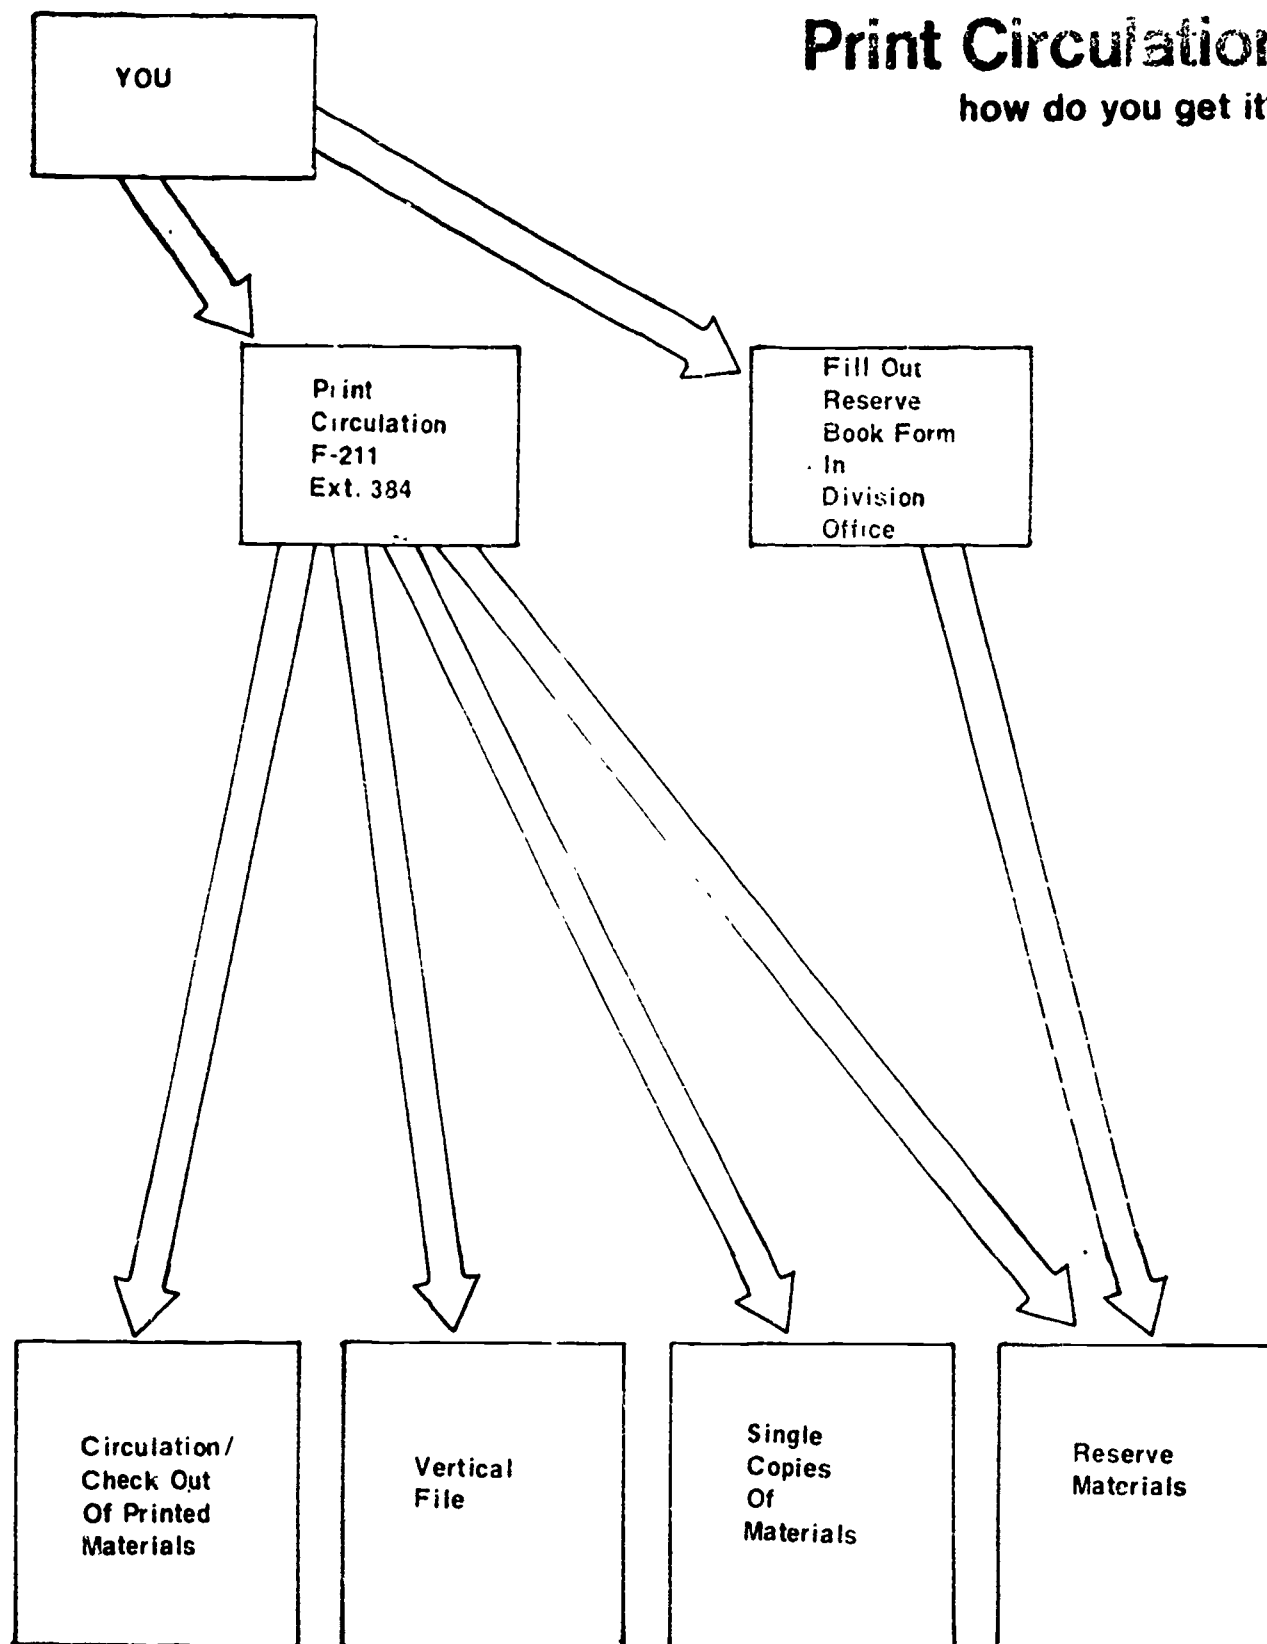 Print Circulation
how do you get it?
YOU
Print
Circulation
F-211
Ext. 384
Fill Out
Reserve
Book Form
In
Division
Office
Circulation/
Check Out
Of Printed
Materials
Vertical
File
Single
Copies
Of
Materials
Reserve
Materials